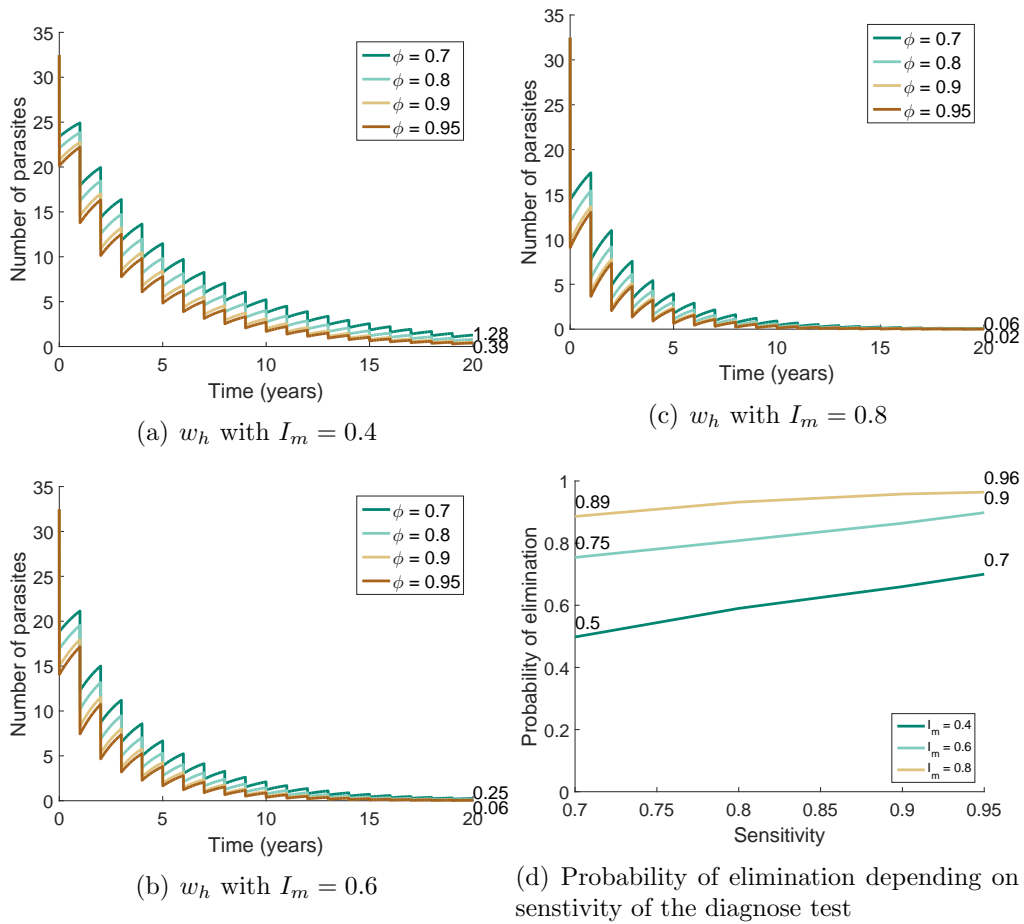 35
30
25
20
15
10
5
0
Number of parasites
ϕ = 0.7
ϕ = 0.8
ϕ = 0.9
ϕ = 0.95
1.28
0.39
0 5 10 15 20
Time (years)
(a) w_h with I_m = 0.4
35
30
25
20
15
10
5
0
Number of parasites
ϕ = 0.7
ϕ = 0.8
ϕ = 0.9
ϕ = 0.95
0.06
0.02
0 5 10 15 20
Time (years)
(c) w_h with I_m = 0.8
35
30
25
20
15
10
5
0
Number of parasites
ϕ = 0.7
ϕ = 0.8
ϕ = 0.9
ϕ = 0.95
0.25
0.06
0 5 10 15 20
Time (years)
(b) w_h with I_m = 0.6
1
0.8
0.6
0.4
0.2
0
Probability of elimination
0.89
0.96
0.9
0.75
0.7
0.5
I_m = 0.4
I_m = 0.6
I_m = 0.8
0.7 0.75 0.8 0.85 0.9 0.95
Sensitivity
(d) Probability of elimination depending on
senstivity of the diagnose test